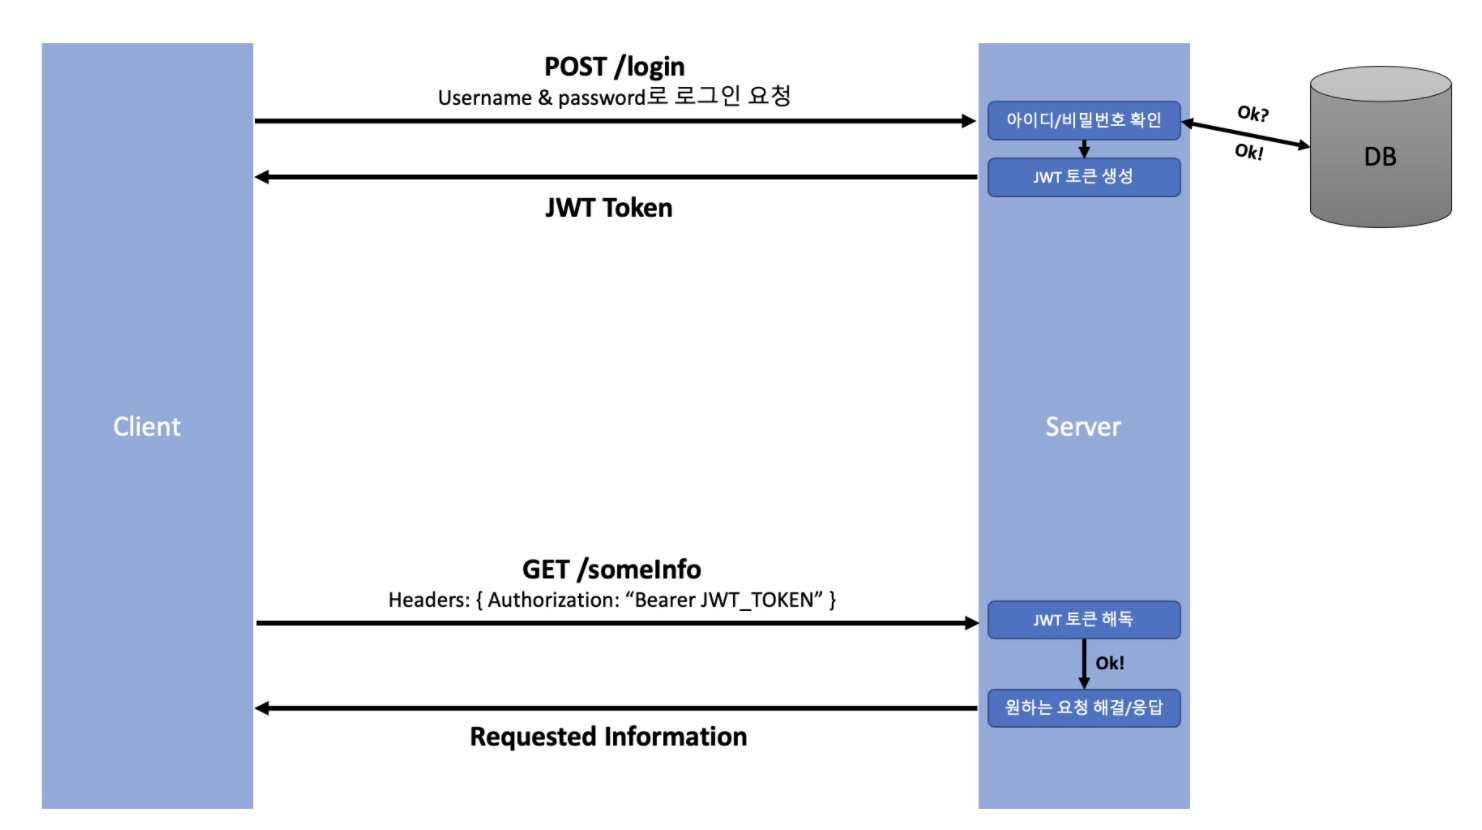 POST /login
Username & password로 로그인 요청
아이디/비밀번호 확인
Ok?
Ok!
DB
JWT 토큰 생성
JWT Token
Client
Server
GET /someInfo
Headers: { Authorization: “Bearer JWT_TOKEN” }
JWT 토큰 해독
Ok!
원하는 요청 해결/응답
Requested Information